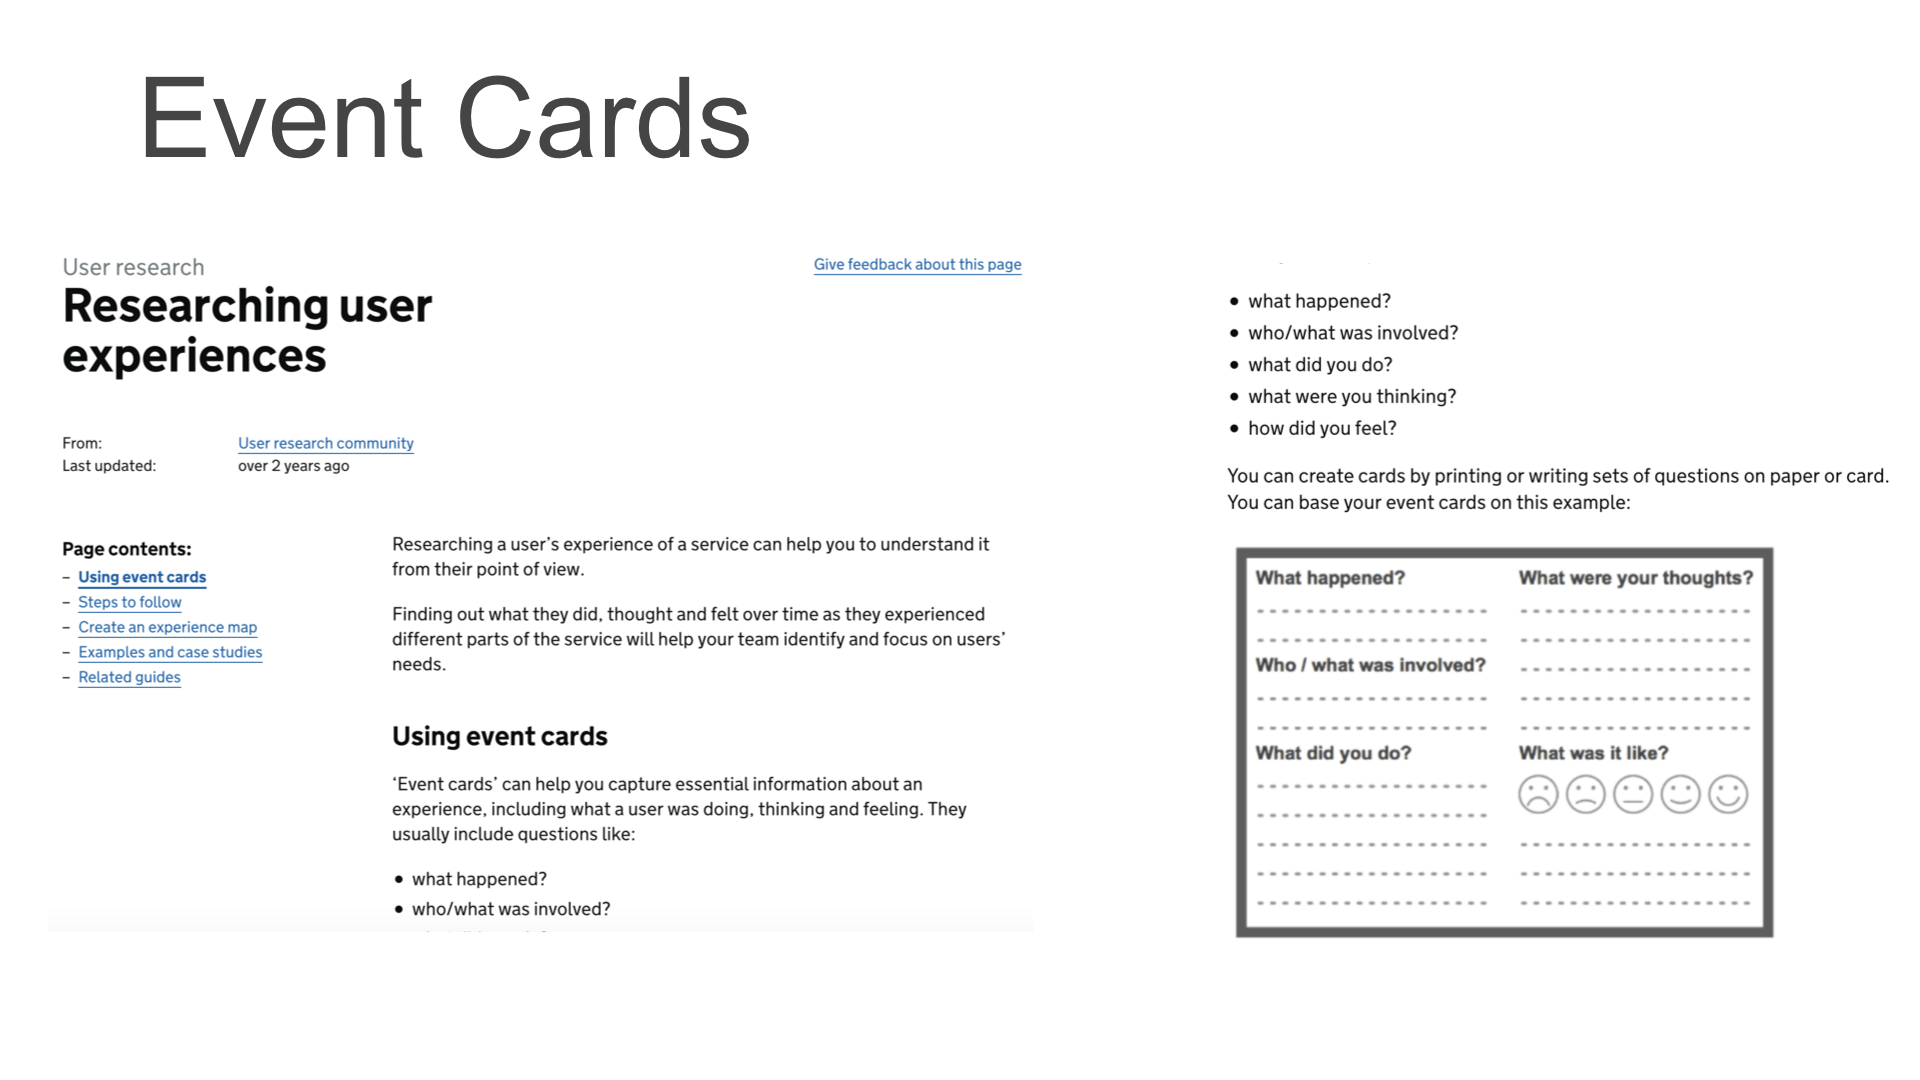 Event Cards
User research
Give feedback about this page
Researching user
experiences
From:
User research community
Last updated:
over 2 years ago
Page contents:
– Using event cards
– Steps to follow
– Create an experience map
– Examples and case studies
– Related guides
Researching a user’s experience of a service can help you to understand it
from their point of view.
Finding out what they did, thought and felt over time as they experienced
different parts of the service will help your team identify and focus on users’
needs.
Using event cards
‘Event cards’ can help you capture essential information about an
experience, including what a user was doing, thinking and feeling. They
usually include questions like:
• what happened?
• who/what was involved?
• what happened?
• who/what was involved?
• what did you do?
• what were you thinking?
• how did you feel?
You can create cards by printing or writing sets of questions on paper or card.
You can base your event cards on this example:
What happened?
Who / what was involved?
What did you do?
What were your thoughts?
What was it like?